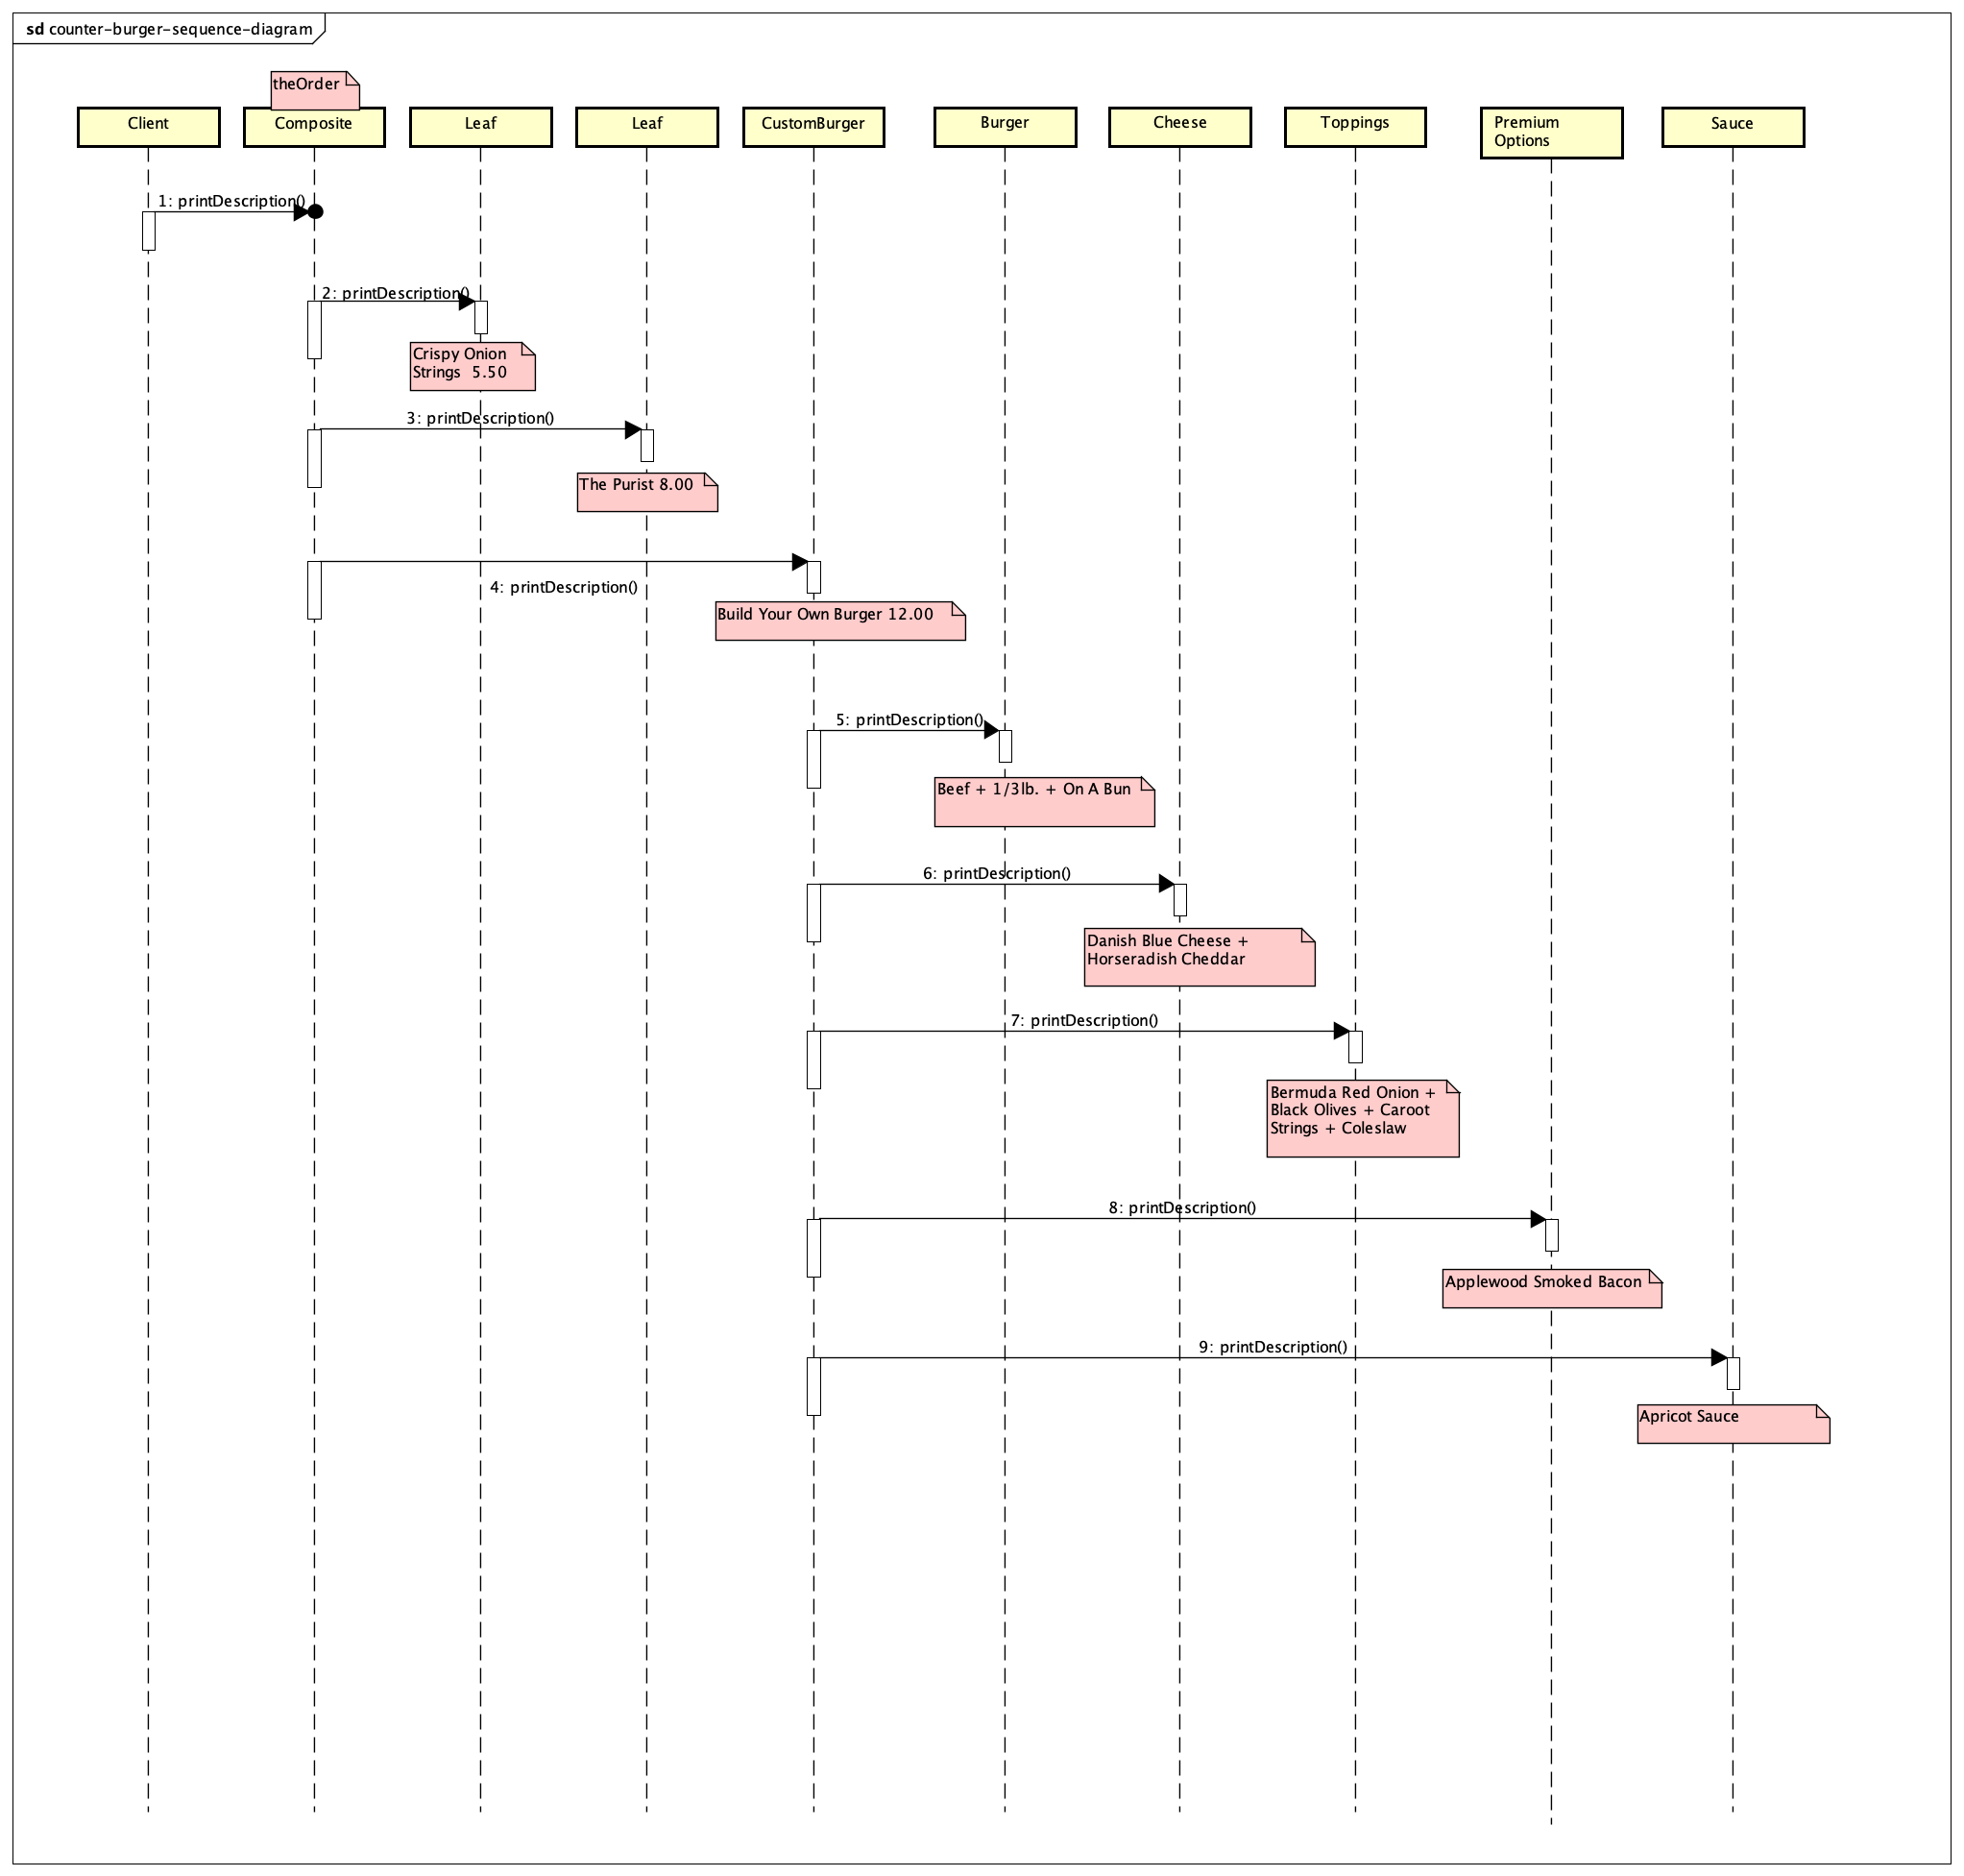 sd counter-burger-sequence-diagram
theOrder
Client
Composite
Leaf
Leaf
CustomBurger
Burger
Cheese
Toppings
Premium
Options
Sauce
1: printDescription()
2: printDescription()
Crispy Onion
Strings  5.50
3: printDescription()
The Purist 8.00
4: printDescription()
Build Your Own Burger 12.00
5: printDescription()
Beef + 1/3lb. + On A Bun
6: printDescription()
Danish Blue Cheese +
Horseradish Cheddar
7: printDescription()
Bermuda Red Onion +
Black Olives + Caroot
Strings + Coleslaw
8: printDescription()
Applewood Smoked Bacon
9: printDescription()
Apricot Sauce